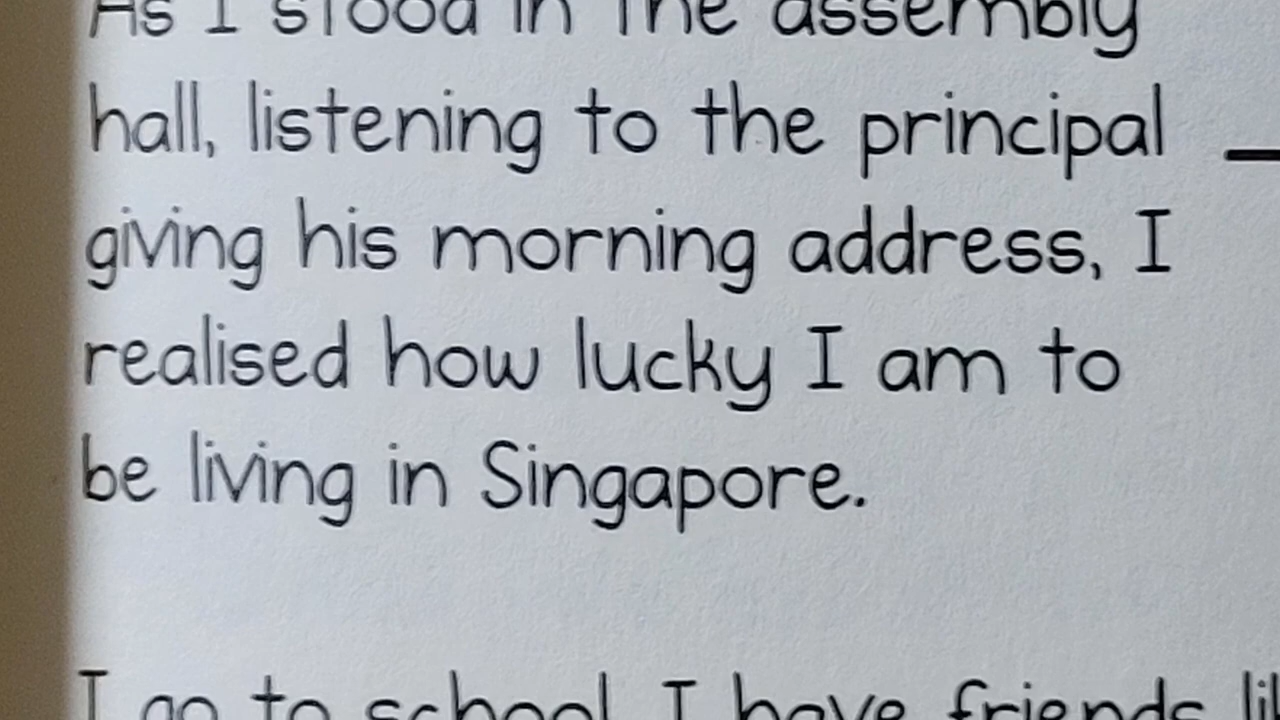 As I stood in the assembly
hall, listening to the principal
giving his morning address, I
realised how lucky I am to
be living in Singapore.
I go to school, I have friends